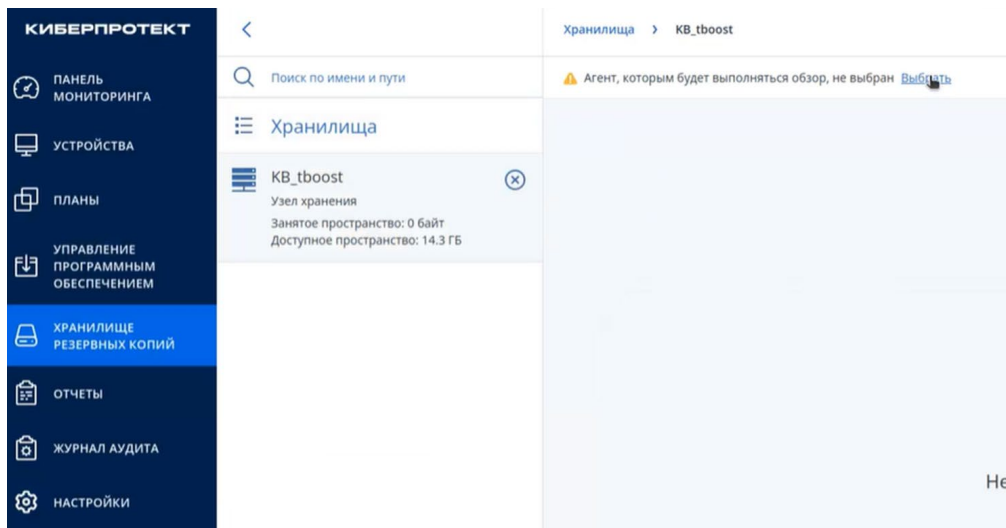 КИБЕРПРОТЕКТ
ПАНЕЛЬ
МОНИТОРИНГА
УСТРОЙСТВА
ПЛАНЫ
УПРАВЛЕНИЕ
ПРОГРАММНЫМ
ОБЕСПЕЧЕНИЕМ
ХРАНИЛИЩЕ
РЕЗЕРВНЫХ КОПИЙ
ОТЧЕТЫ
ЖУРНАЛ АУДИТА
НАСТРОЙКИ
Поиск по имени и пути
Хранилища
KB_tboost
Узел хранения
Занятое пространство: 0 байт
Доступное пространство: 14.3 ГБ
Хранилища > KB_tboost
Агент, которым будет выполняться обзор, не выбран Выбрать
Не